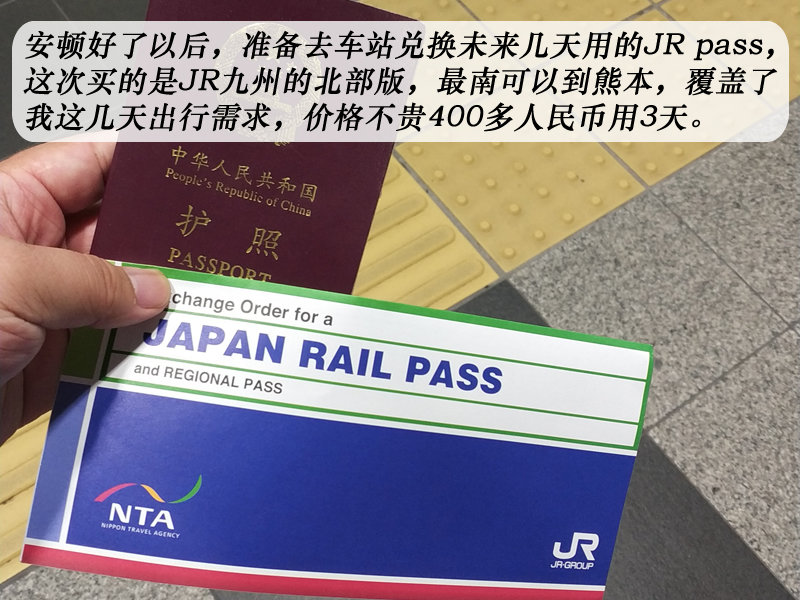 安顿好了以后，准备去车站兑换未来几天用的JR pass，
这次买的是JR九州的北部版，最南可以到熊本，覆盖了
我这几天出行需求，价格不贵400多人民币用3天。
中华人民共和国
People's Republic of China
护照
PASSPORT
change Order for a
JAPAN RAIL PASS
and REGIONAL PASS
NTA
NIPPON TRAVEL AGENCY
JR
JR-GROUP